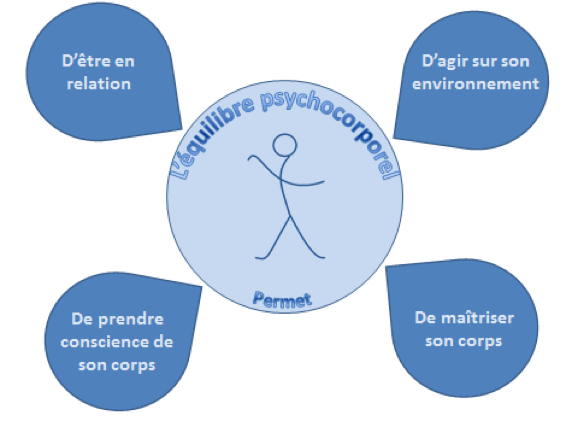 D'être en
relation
D'agir sur son
environnement
L'équilibre psychocorporel
Permet
De prendre
conscience de
son corps
De maîtriser
son corps